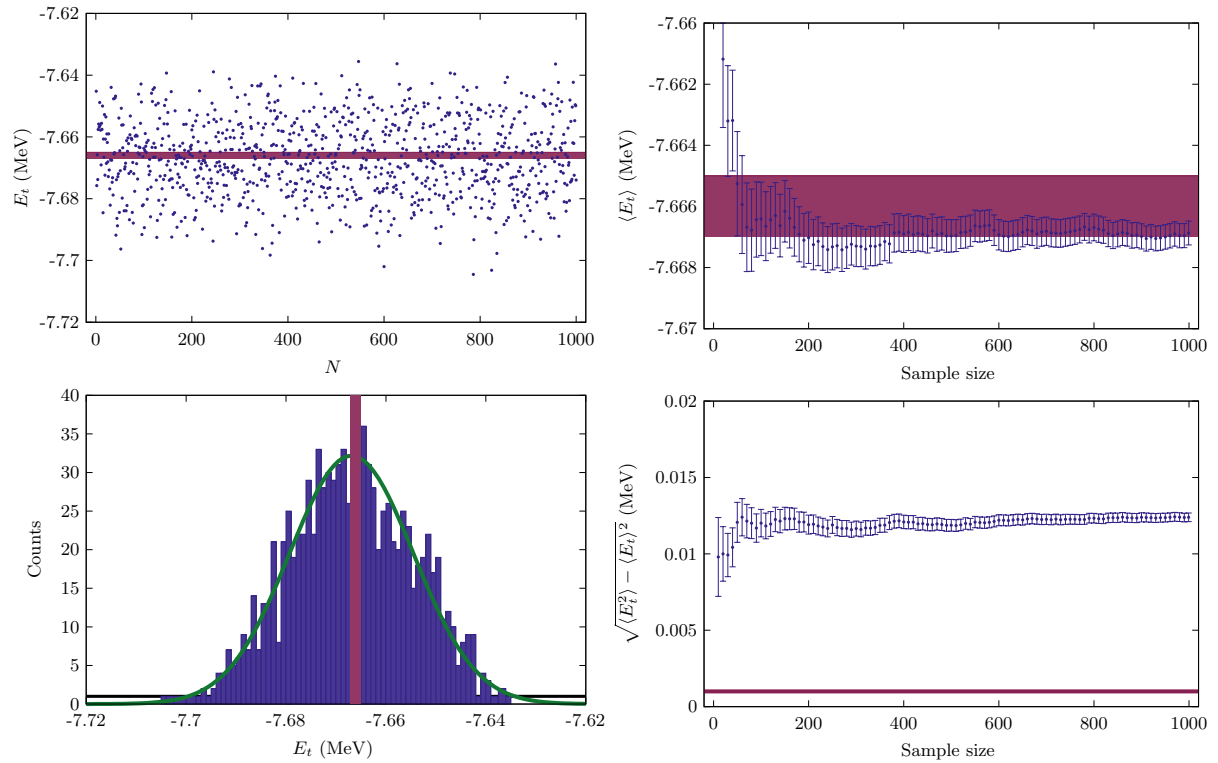 -7.62
-7.64
-7.66
-7.68
-7.7
-7.72
E_t (MeV)
0 200 400 600 800 1000
N
-7.66
-7.662
-7.664
-7.666
-7.668
-7.67
⟨E_t⟩ (MeV)
0 200 400 600 800 1000
Sample size
40
35
30
25
20
15
10
5
0
Counts
-7.72 -7.7 -7.68 -7.66 -7.64 -7.62
E_t (MeV)
0.02
0.015
0.01
0.005
0
√⟨E_t^2⟩ − ⟨E_t⟩^2 (MeV)
0 200 400 600 800 1000
Sample size